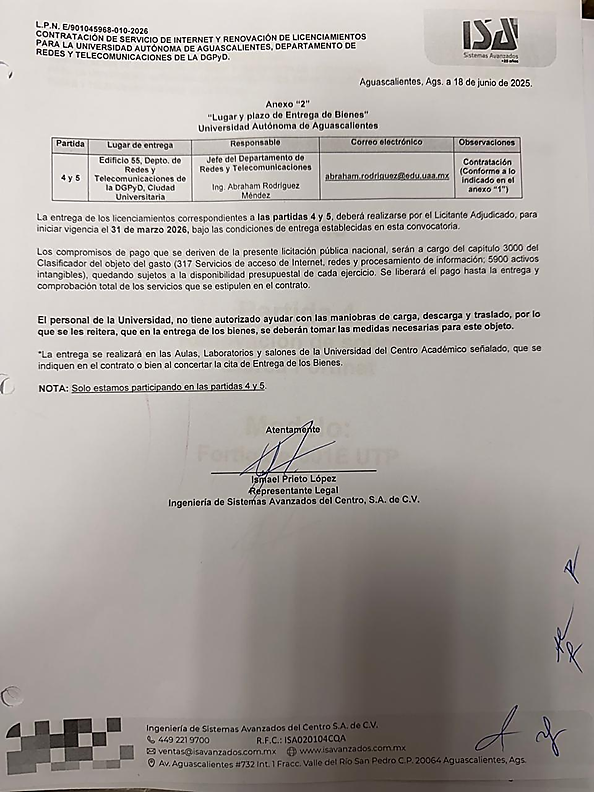 L.P.N. E/901045968-010-2026
CONTRATACIÓN DE SERVICIO DE INTERNET Y RENOVACIÓN DE LICENCIAMIENTOS
PARA LA UNIVERSIDAD AUTÓNOMA DE AGUASCALIENTES, DEPARTAMENTO DE
REDES Y TELECOMUNICACIONES DE LA DGPyD.
ISA
Sistemas Avanzados
+20 años
Aguascalientes, Ags. a 18 de junio de 2025.
Anexo "2"
"Lugar y plazo de Entrega de Bienes"
Universidad Autónoma de Aguascalientes
Partida Lugar de entrega Responsable Correo electrónico Observaciones
4 y 5
Edificio 55, Depto. de
Redes y
Telecomunicaciones de
la DGPyD, Ciudad
Universitaria
Jefe del Departamento de
Redes y Telecomunicaciones
Ing. Abraham Rodríguez
Méndez
abraham.rodriguez@edu.uaa.mx
Contratación
(Conforme a lo
indicado en el
anexo "1")
La entrega de los licenciamientos correspondientes a las partidas 4 y 5, deberá realizarse por el Licitante Adjudicado, para
iniciar vigencia el 31 de marzo 2026, bajo las condiciones de entrega establecidas en esta convocatoria.
Los compromisos de pago que se deriven de la presente licitación pública nacional, serán a cargo del capítulo 3000 del
Clasificador del objeto del gasto (317 Servicios de acceso de Internet, redes y procesamiento de información; 5900 activos
intangibles), quedando sujetos a la disponibilidad presupuestal de cada ejercicio. Se liberará el pago hasta la entrega y
comprobación total de los servicios que se estipulen en el contrato.
El personal de la Universidad, no tiene autorizado ayudar con las maniobras de carga, descarga y traslado, por lo
que se les reitera, que en la entrega de los bienes, se deberán tomar las medidas necesarias para este objeto.
*La entrega se realizará en las Aulas, Laboratorios y salones de la Universidad del Centro Académico señalado, que se
indiquen en el contrato o bien al concertar la cita de Entrega de los Bienes.
NOTA: Solo estamos participando en las partidas 4 y 5.
Atentamente
Ismael Prieto López
Representante Legal
Ingeniería de Sistemas Avanzados del Centro, S.A. de C.V.
Ingeniería de Sistemas Avanzados del Centro S.A. de C.V.
449 221 9700 R.F.C.: ISA020104CQA
ventas@isavanzados.com.mx www.isavanzados.com.mx
Av. Aguascalientes #732 Int. 1 Fracc. Valle del Río San Pedro C.P. 20064 Aguascalientes, Ags.